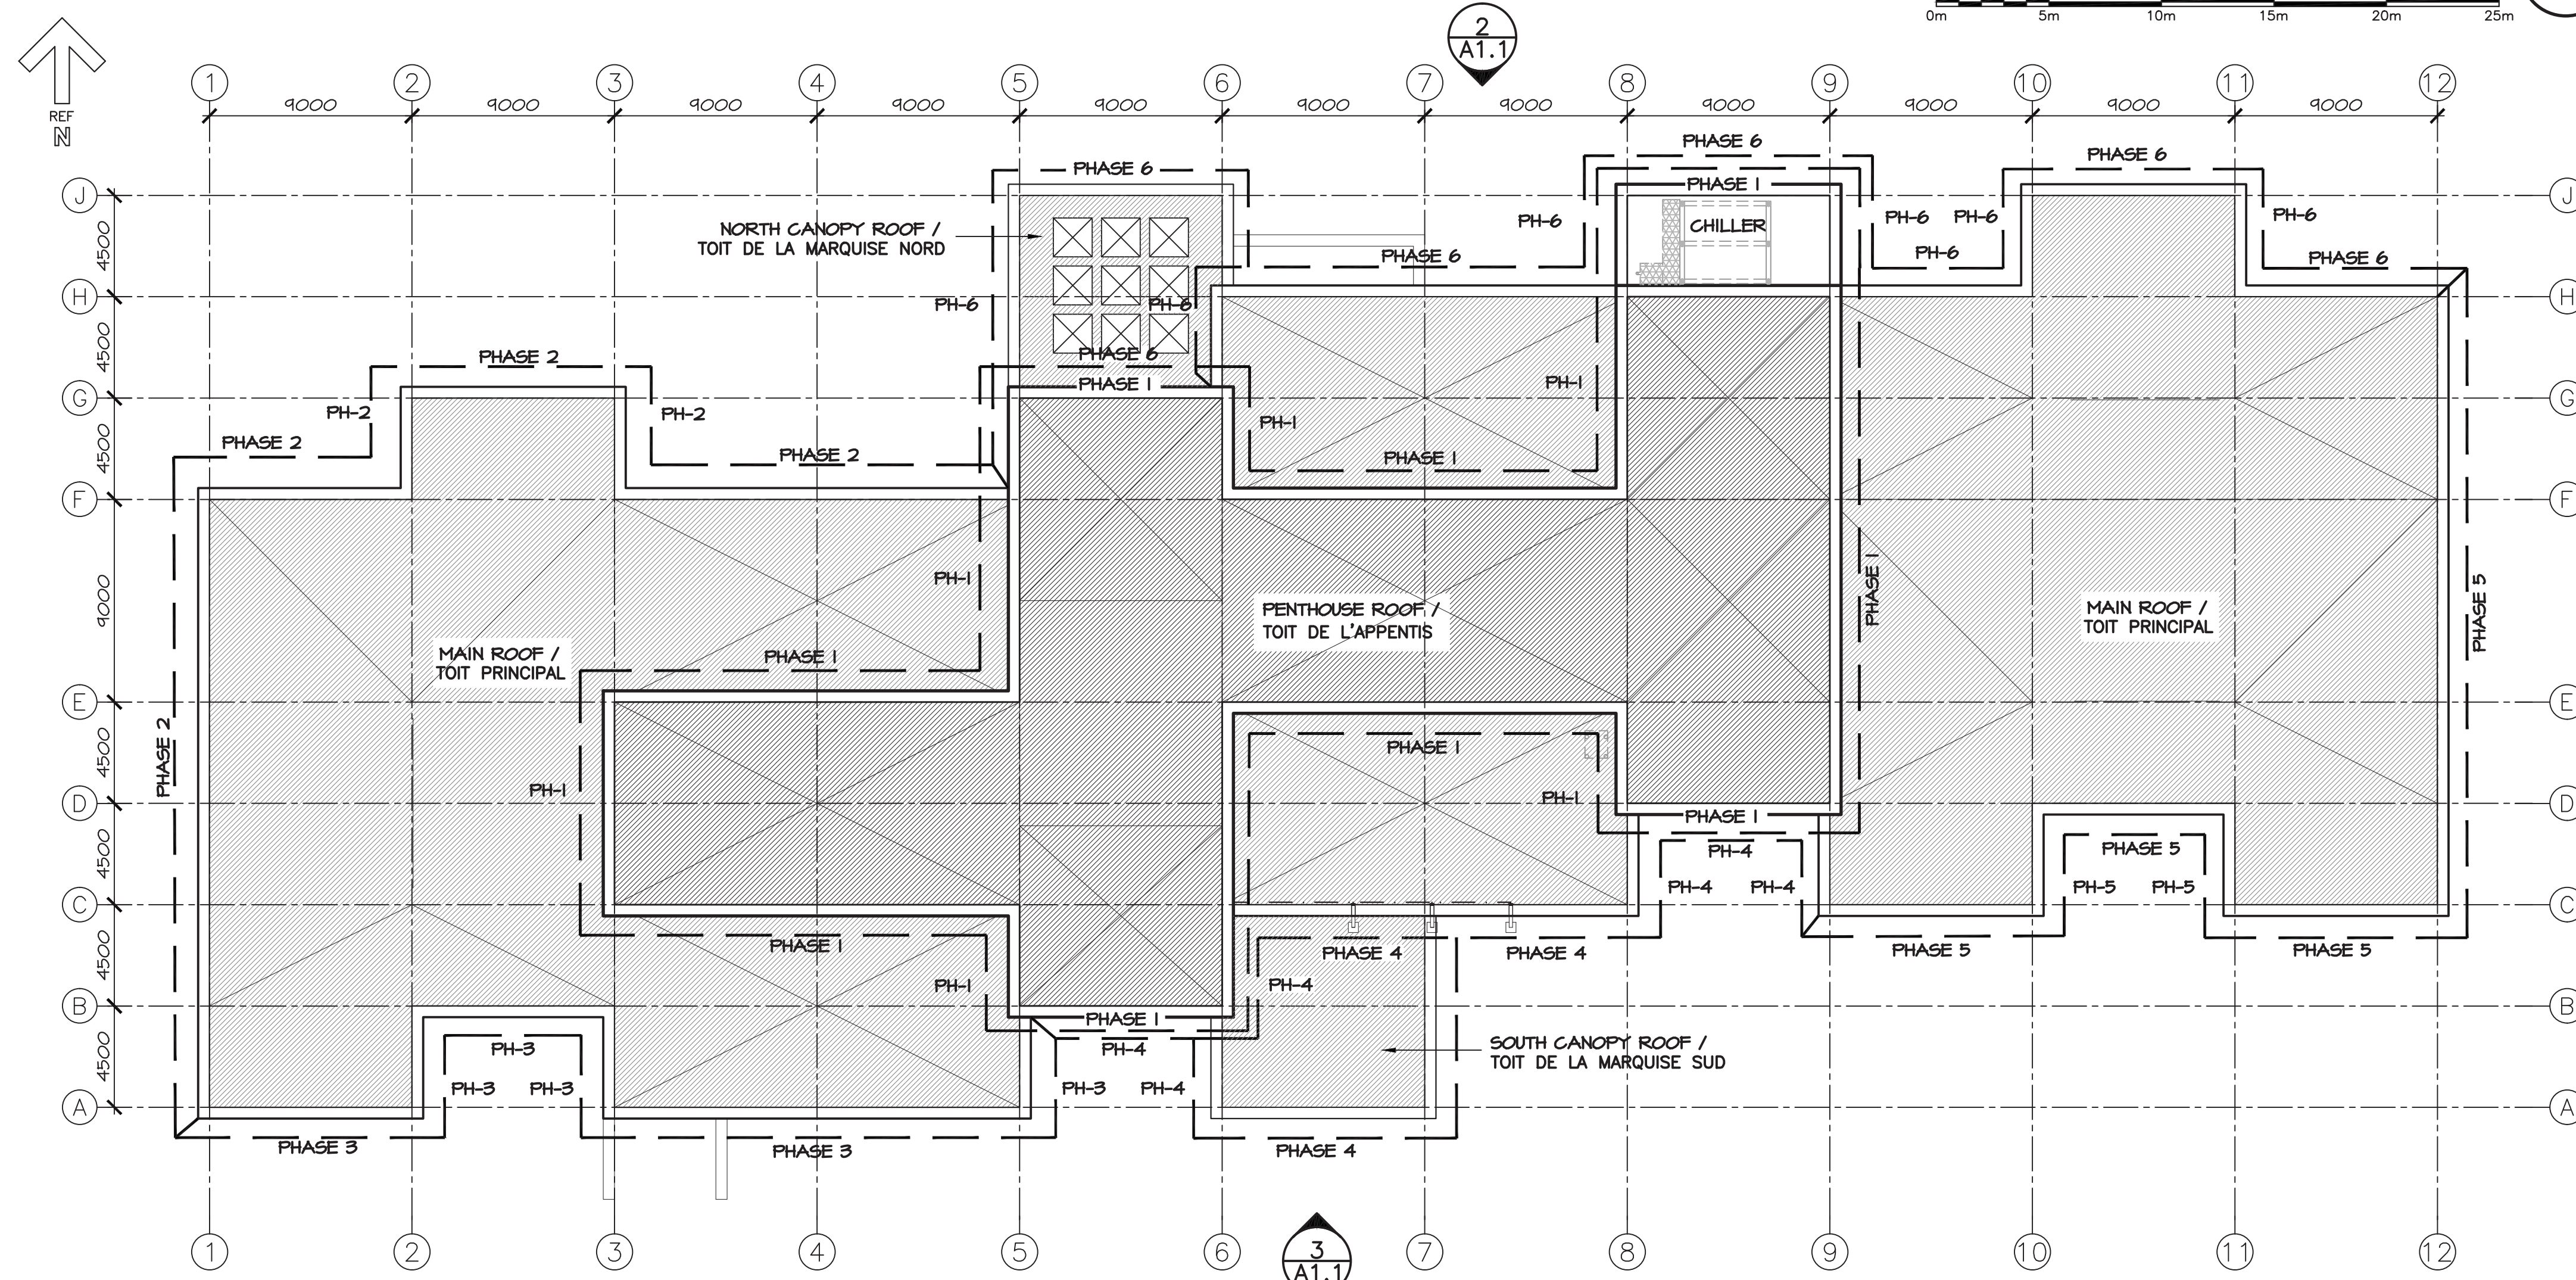 0m 5m 10m 15m 20m 25m
2
A1.1
REF
N
1 2 3 4 5 6 7 8 9 10 11 12
9000 9000 9000 9000 9000 9000 9000 9000 9000 9000 9000
PHASE 6
PHASE 6
PHASE 6
PHASE 1
J
J
NORTH CANOPY ROOF /
TOIT DE LA MARQUISE NORD
PH-6
CHILLER
PH-6
PH-6
PH-6
4500
PHASE 6
PH-6
PHASE 6
H
H
PH-6
PH-6
4500
PHASE 2
PHASE 6
PHASE 1
PH-1
G
G
PH-2
PH-2
PH-1
4500
PHASE 2
PHASE 2
PHASE 1
F
F
9000
PH-1
PHASE 1
PHASE 5
PENTHOUSE ROOF /
TOIT DE L'APPENTIS
MAIN ROOF /
TOIT PRINCIPAL
MAIN ROOF /
TOIT PRINCIPAL
PHASE 1
E
E
4500
PHASE 2
PHASE 1
PH-1
PH-1
D
D
PHASE 1
4500
PH-4
PHASE 5
PH-4
PH-4
PH-5
PH-5
C
C
4500
PHASE 1
PHASE 4
PHASE 4
PHASE 5
PHASE 5
PH-1
PH-4
B
B
PHASE 1
4500
PH-3
PH-4
SOUTH CANOPY ROOF /
TOIT DE LA MARQUISE SUD
PH-3
PH-3
PH-3
PH-4
A
A
PHASE 3
PHASE 3
PHASE 4
1 2 3 4 5 6 7 8 9 10 11 12
3
A1.1